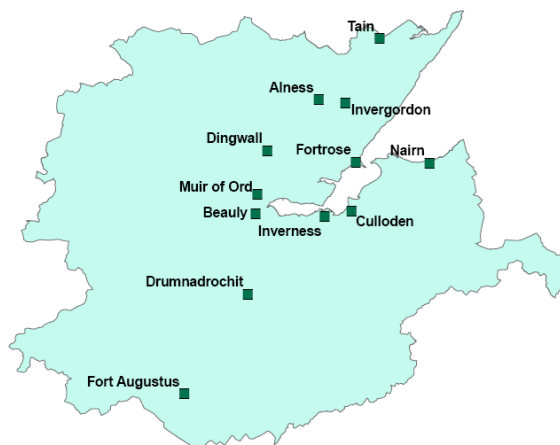 Tain
Alness
Invergordon
Dingwall
Fortrose
Nairn
Muir of Ord
Beauly
Inverness
Culloden
Drumnadrochit
Fort Augustus